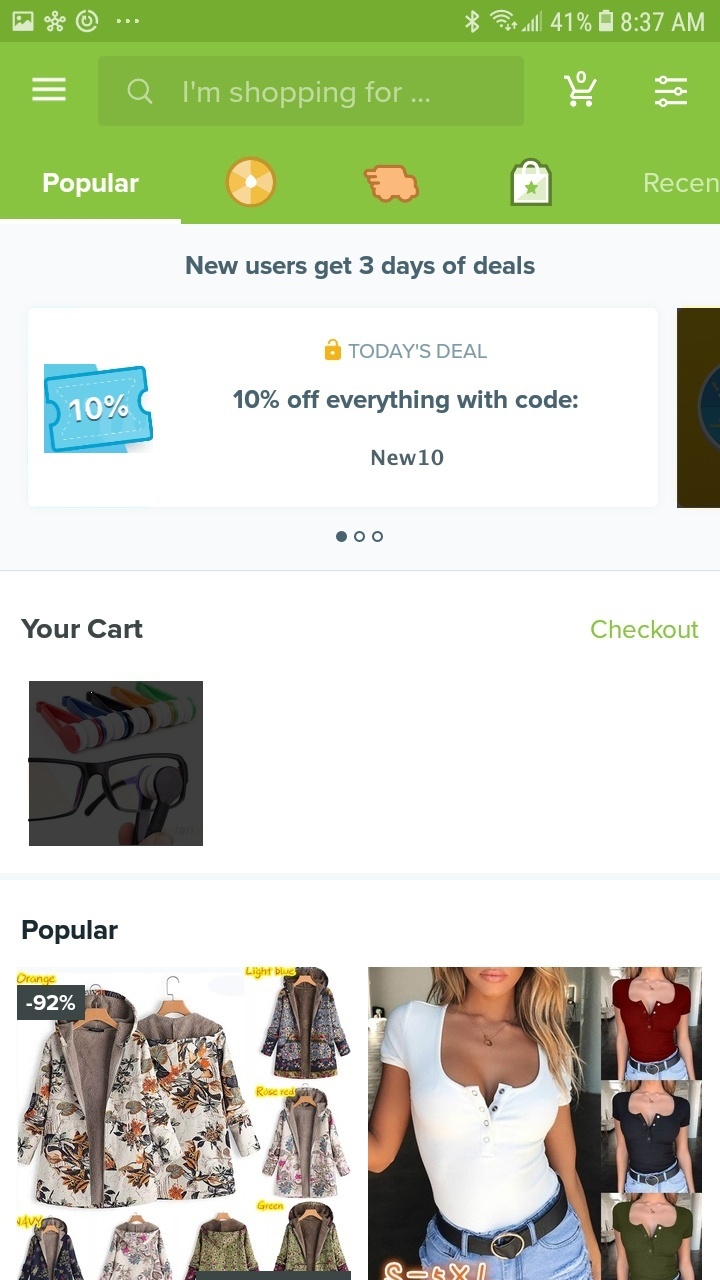 41% 8:37 AM
I'm shopping for ...
0
Popular
Recen
New users get 3 days of deals
TODAY'S DEAL
10%
10% off everything with code:
New10
Your Cart
Checkout
Popular
Orange
Light blue
-92%
Rose red
Green
NAVY